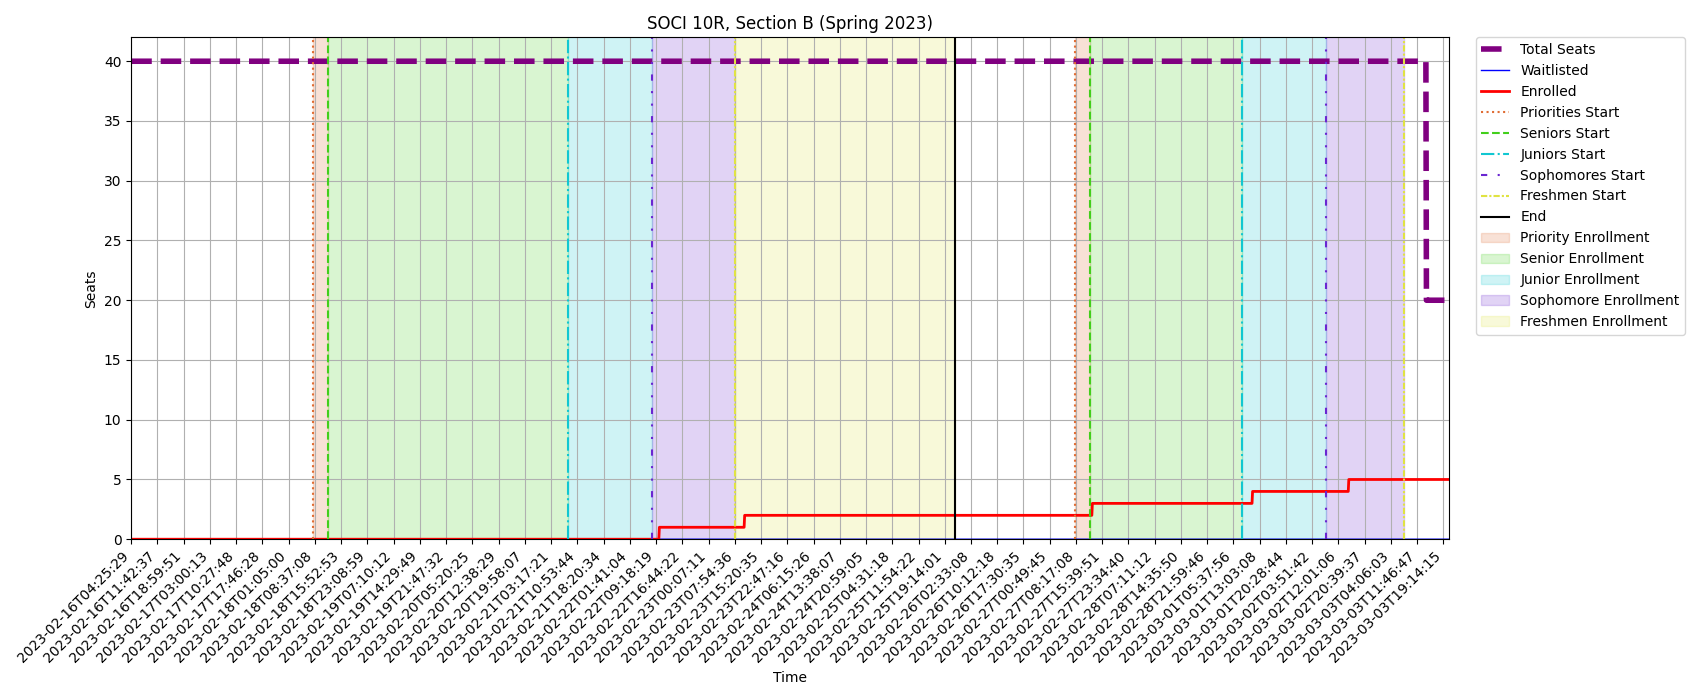 SOCI 10R, Section B (Spring 2023)
Seats
40
35
30
25
20
15
10
5
0
2023-02-16T04:25:29
2023-02-16T11:42:37
2023-02-16T18:59:51
2023-02-17T03:00:13
2023-02-17T10:27:48
2023-02-17T17:46:28
2023-02-18T01:05:00
2023-02-18T08:37:08
2023-02-18T15:52:53
2023-02-18T23:08:59
2023-02-19T07:10:12
2023-02-19T14:29:49
2023-02-19T21:47:32
2023-02-20T05:20:23
2023-02-20T12:38:29
2023-02-20T19:58:07
2023-02-21T03:17:21
2023-02-21T10:53:44
2023-02-21T18:20:34
2023-02-22T01:41:04
2023-02-22T09:18:19
2023-02-22T16:44:22
2023-02-23T00:07:11
2023-02-23T07:54:36
2023-02-23T15:20:35
2023-02-23T22:47:16
2023-02-24T06:15:26
2023-02-24T13:38:07
2023-02-24T20:59:05
2023-02-25T04:31:18
2023-02-25T11:54:22
2023-02-25T19:14:01
2023-02-26T02:33:08
2023-02-26T10:12:18
2023-02-26T17:30:35
2023-02-27T00:49:45
2023-02-27T08:17:08
2023-02-27T15:39:51
2023-02-27T23:34:40
2023-02-28T07:11:12
2023-02-28T14:35:50
2023-02-28T21:59:46
2023-03-01T05:37:56
2023-03-01T13:03:08
2023-03-01T20:28:44
2023-03-02T03:51:42
2023-03-02T12:01:06
2023-03-02T20:39:37
2023-03-03T04:06:03
2023-03-03T11:46:47
2023-03-03T19:14:15
Time
Total Seats
Waitlisted
Enrolled
Priorities Start
Seniors Start
Juniors Start
Sophomores Start
Freshmen Start
End
Priority Enrollment
Senior Enrollment
Junior Enrollment
Sophomore Enrollment
Freshmen Enrollment